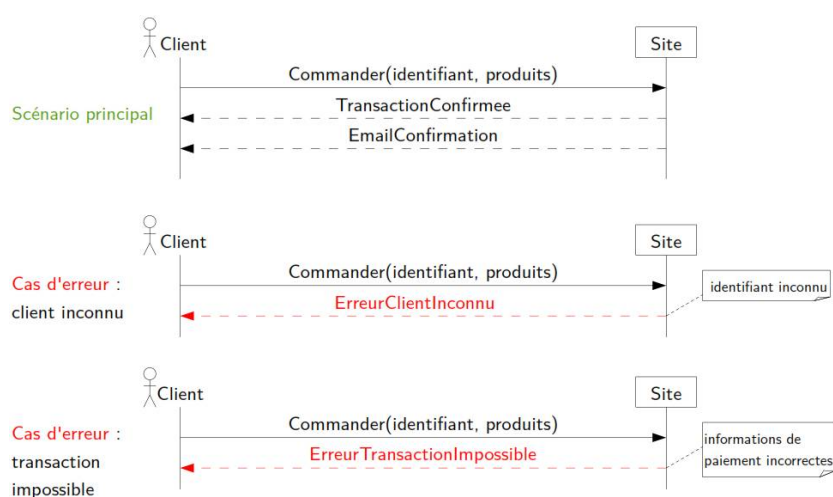 Client
Site
Commander(identifiant, produits)
TransactionConfirmee
Scénario principal
EmailConfirmation
Client
Site
Commander(identifiant, produits)
Cas d'erreur :
client inconnu
ErreurClientInconnu
identifiant inconnu
Client
Site
Commander(identifiant, produits)
Cas d'erreur :
transaction
impossible
ErreurTransactionImpossible
informations de
paiement incorrectes